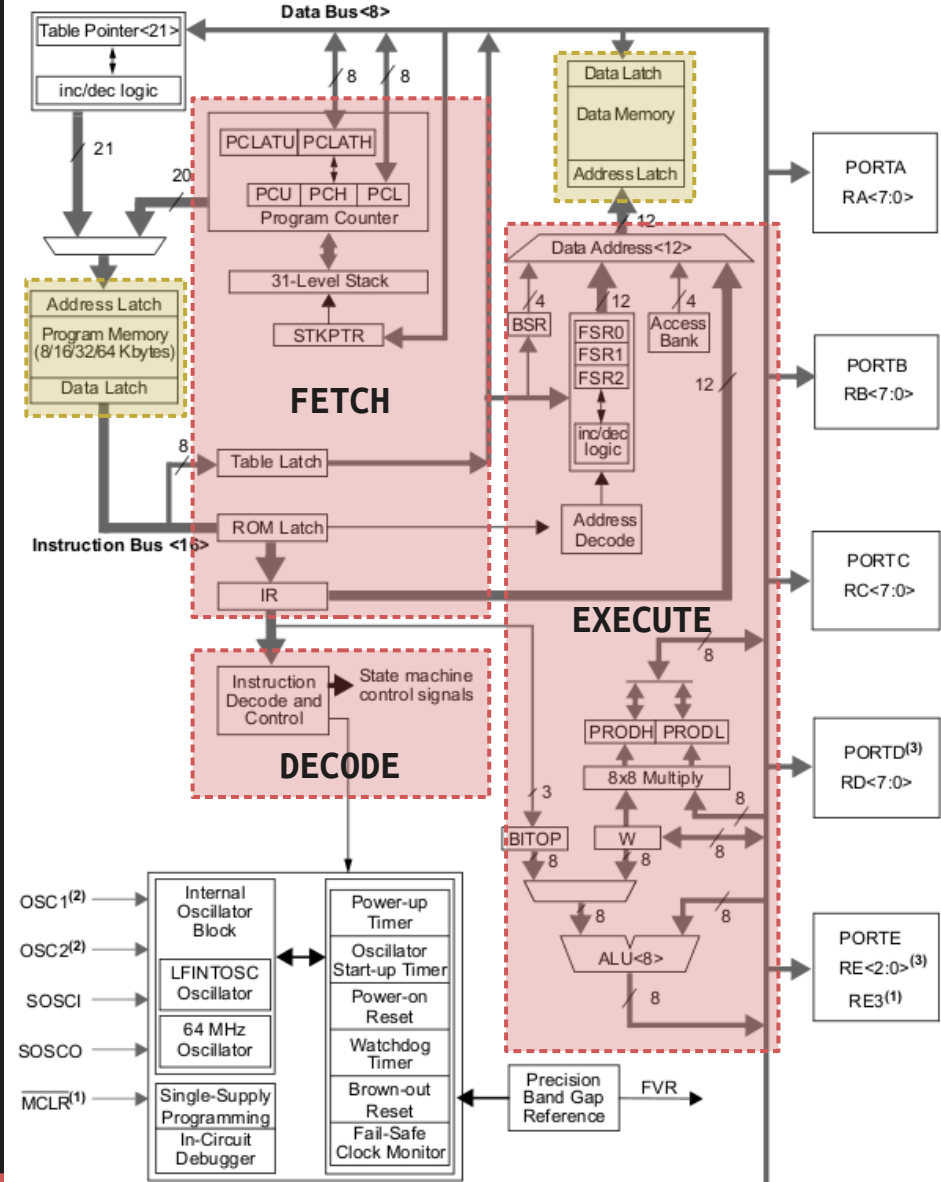 Data Bus<8>
Table Pointer<21>
inc/dec logic
21
8
8
Data Latch
Data Memory
Address Latch
12
PCLATU PCLATH
PCU PCH PCL
Program Counter
20
31-Level Stack
STKPTR
FETCH
Address Latch
Program Memory
(8/16/32/64 Kbytes)
Data Latch
8
Table Latch
ROM Latch
Instruction Bus <16>
IR
Data Address<12>
4
12
4
BSR
FSR0
FSR1
FSR2
inc/dec
logic
Access
Bank
12
Address
Decode
EXECUTE
Instruction
Decode and
Control
State machine
control signals
DECODE
8
PRODH PRODL
8x8 Multiply
3
8
BITOP
W
8
8
8
8
8
ALU<8>
8
PORTA
RA<7:0>
PORTB
RB<7:0>
PORTC
RC<7:0>
PORTD(3)
RD<7:0>
PORTE
RE<2:0>(3)
RE3(1)
OSC1(2)
OSC2(2)
SOSCI
SOSCO
MCLR(1)
Internal
Oscillator
Block
LFINTOSC
Oscillator
64 MHz
Oscillator
Single-Supply
Programming
In-Circuit
Debugger
Power-up
Timer
Oscillator
Start-up Timer
Power-on
Reset
Watchdog
Timer
Brown-out
Reset
Fail-Safe
Clock Monitor
Precision
Band Gap
Reference
FVR